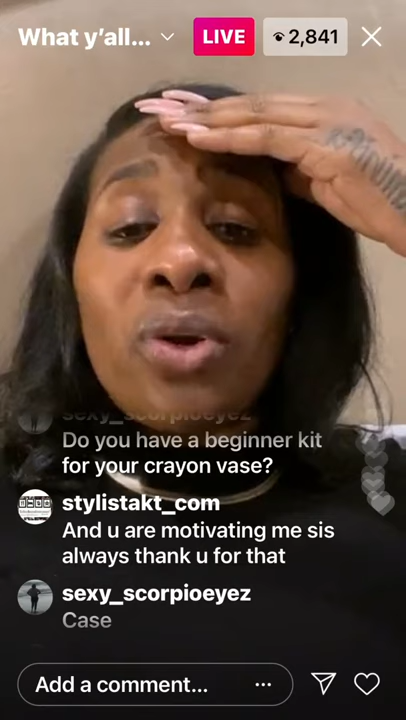 What y’all...
LIVE
2,841
sexy_scorpioeyez
Do you have a beginner kit
for your crayon vase?
stylistakt_com
And u are motivating me sis
always thank u for that
sexy_scorpioeyez
Case
Add a comment...